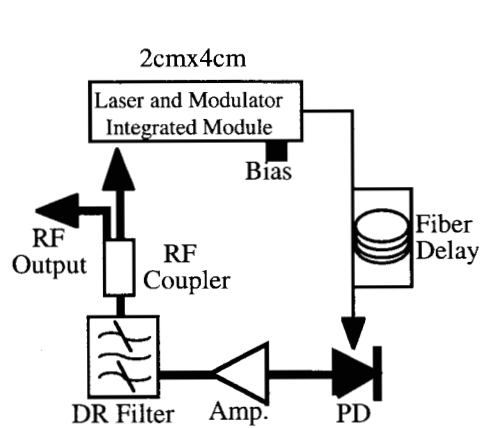 2cmx4cm
Laser and Modulator
Integrated Module
Bias
Fiber
Delay
RF
Output
RF
Coupler
DR Filter
Amp.
PD